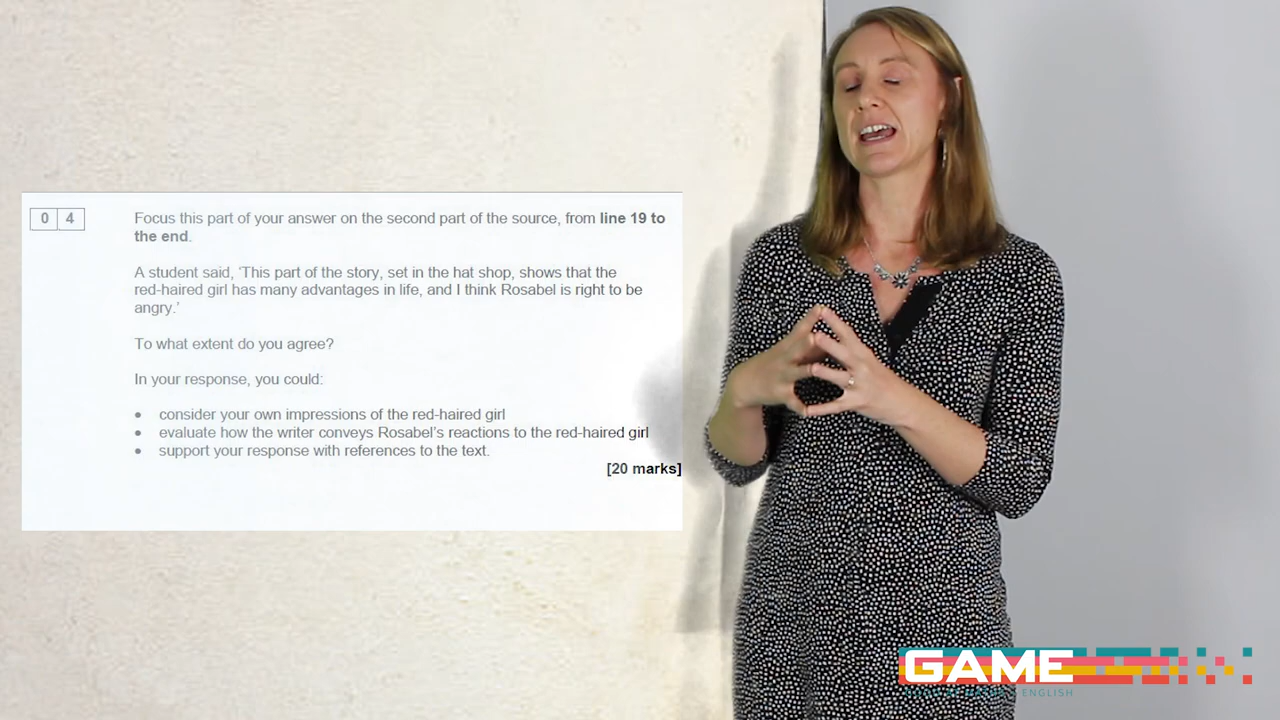 0 4
Focus this part of your answer on the second part of the source, from line 19 to
the end.
A student said, ‘This part of the story, set in the hat shop, shows that the
red-haired girl has many advantages in life, and I think Rosabel is right to be
angry.’
To what extent do you agree?
In your response, you could:
• consider your own impressions of the red-haired girl
• evaluate how the writer conveys Rosabel’s reactions to the red-haired girl
• support your response with references to the text.
[20 marks]
GAME
ENGLISH